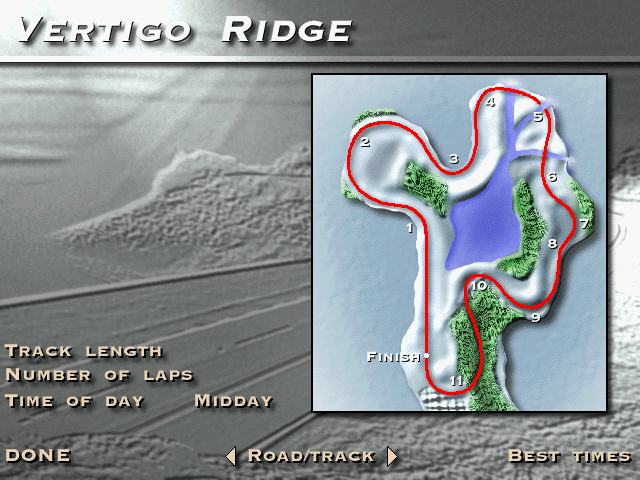 VERTIGO RIDGE
4
5
2
3
6
7
1
8
10
9
FINISH
11
TRACK LENGTH
NUMBER OF LAPS
TIME OF DAY MIDDAY
DONE ROAD/TRACK BEST TIMES